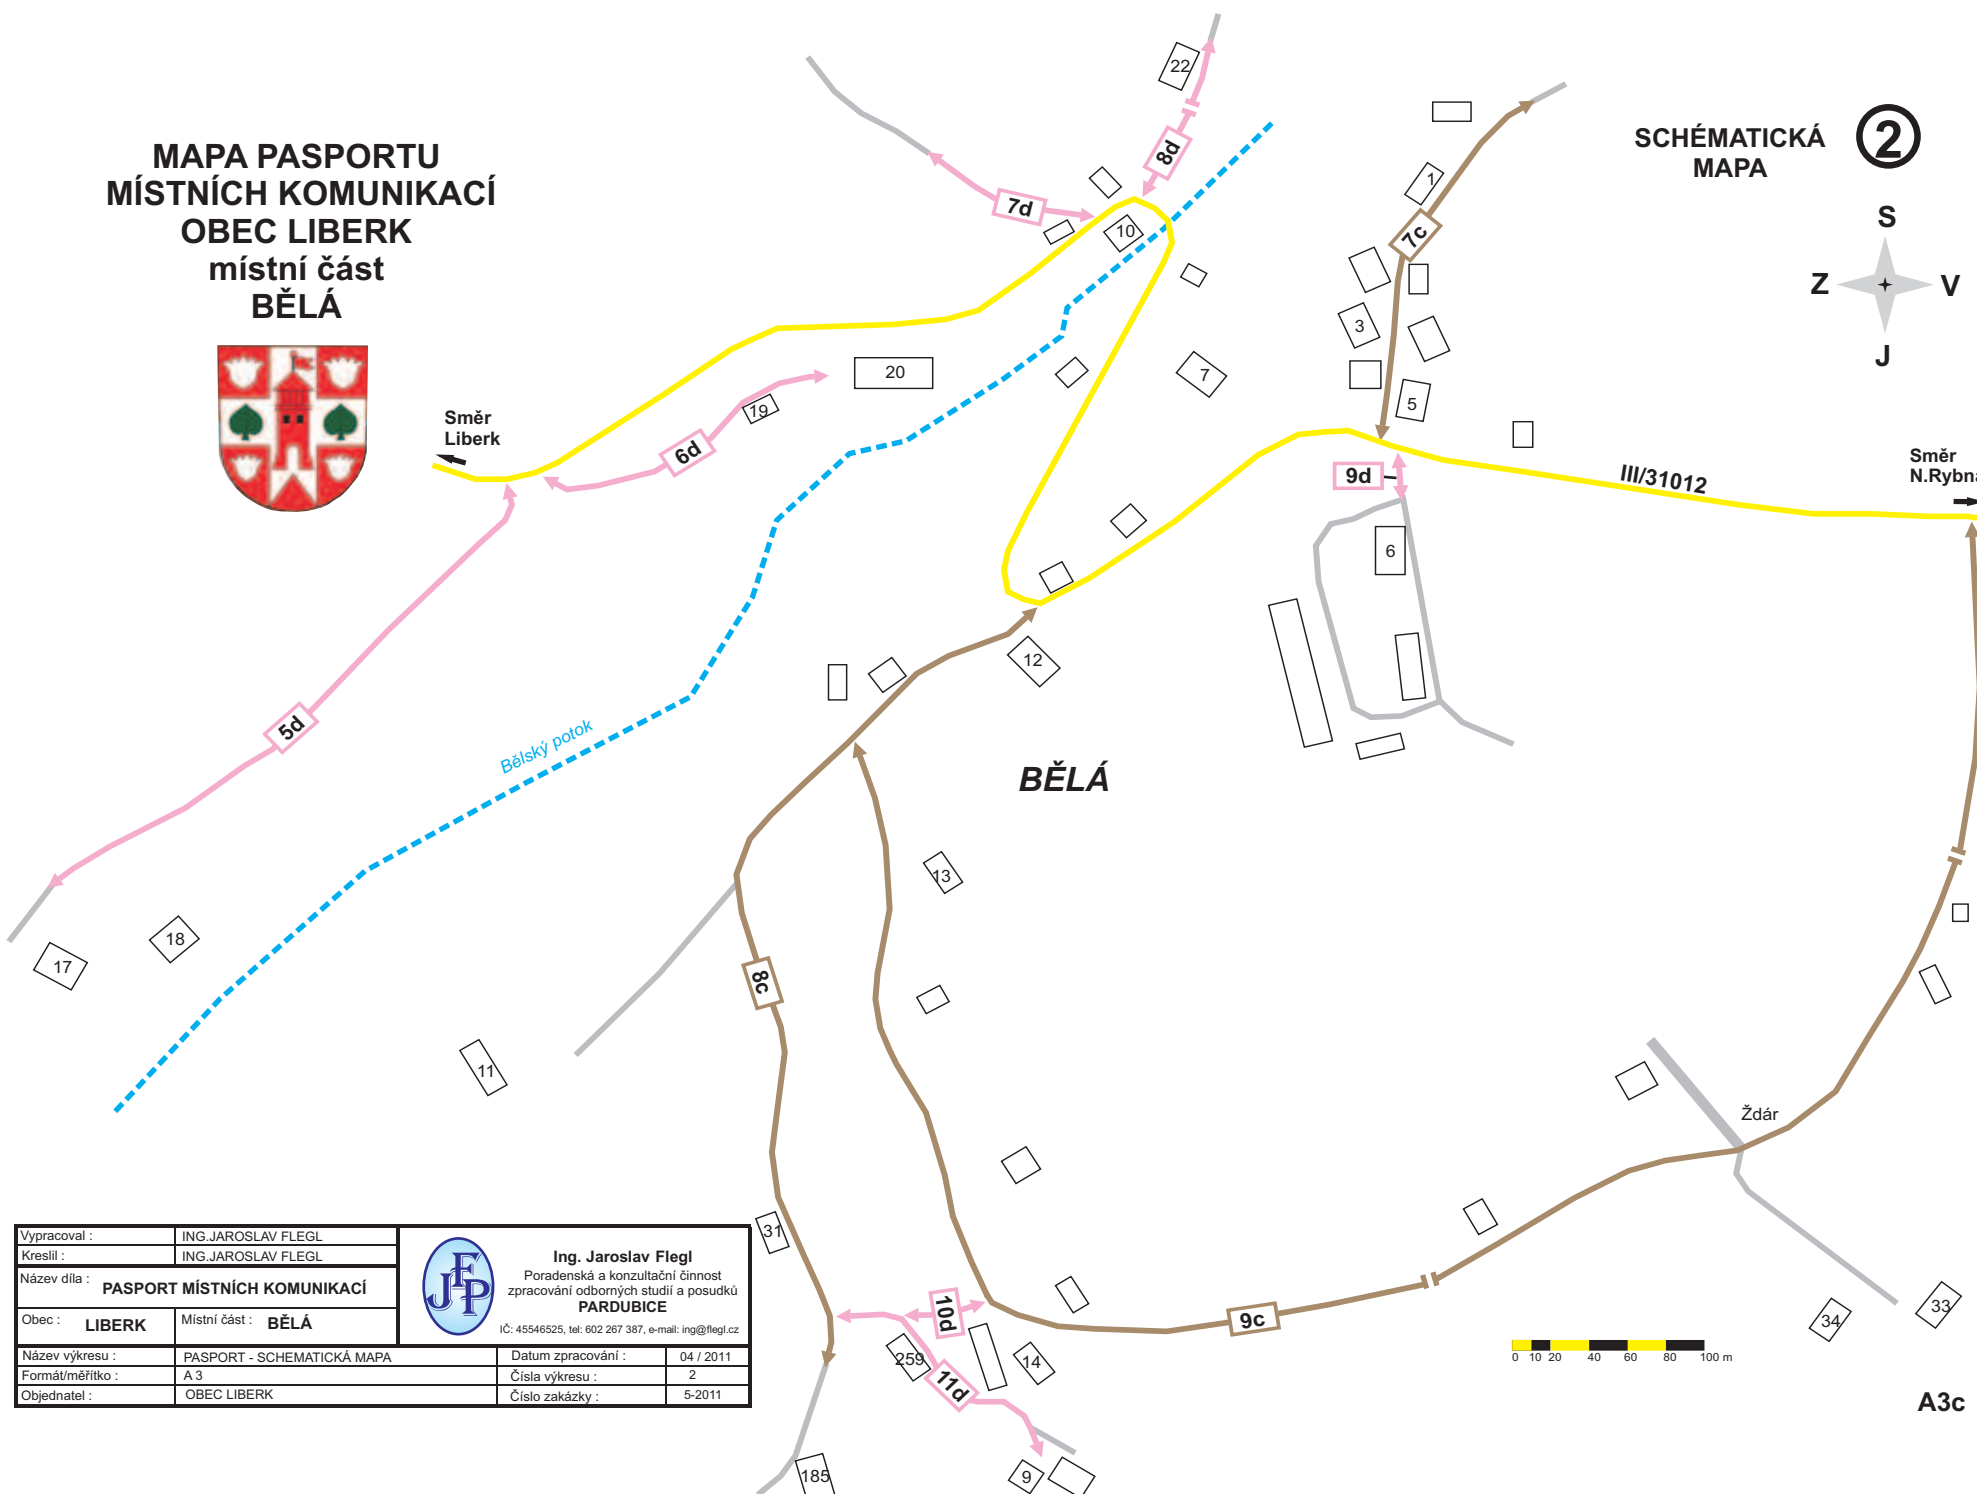 MAPA PASPORTU
MÍSTNÍCH KOMUNIKACÍ
OBEC LIBERK
místní část
BĚLÁ
SCHÉMATICKÁ
MAPA
2
S
Z
V
J
22
8d
7d
10
1
7c
3
5
7
20
19
6d
Směr
Liberk
9d
III/31012
Směr
6
12
5d
Bělský potok
BĚLÁ
13
18
17
8c
11
Ždár
31
10d
9c
259
14
11d
34
33
9
185
0 10 20 40 60 80 100 m
A3c
Vypracoval : ING.JAROSLAV FLEGL
Kreslil : ING.JAROSLAV FLEGL
Název díla : PASPORT MÍSTNÍCH KOMUNIKACÍ
Obec : LIBERK Místní část : BĚLÁ
JFP
Ing. Jaroslav Flegl
Poradenská a konzultační činnost
zpracování odborných studií a posudků
PARDUBICE
IČ: 45546525, tel: 602 267 387, e-mail: ing@flegl.cz
Název výkresu : PASPORT - SCHEMATICKÁ MAPA Datum zpracování : 04 / 2011
Formát/měřítko : A 3 Čísla výkresu : 2
Objednatel : OBEC LIBERK Číslo zakázky : 5-2011